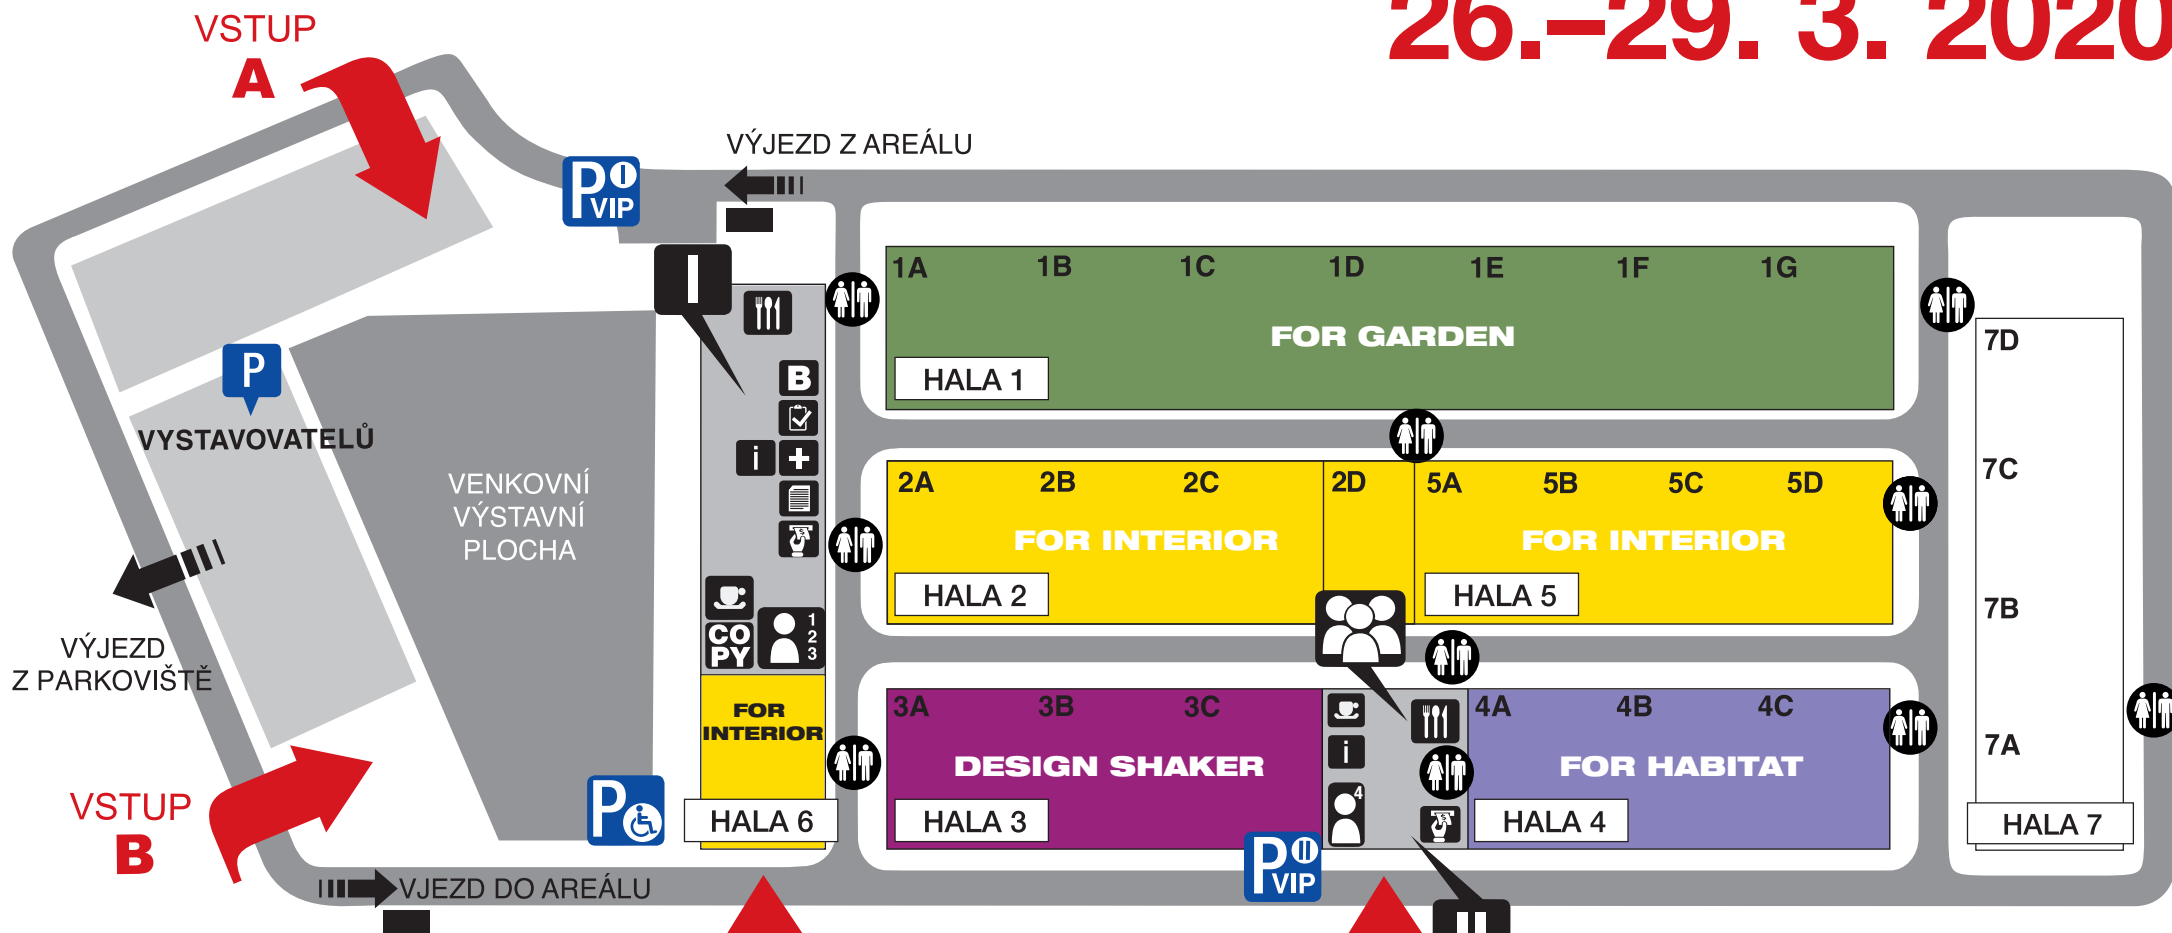 26.–29. 3. 2020
VSTUP
A
VÝJEZD Z AREÁLU
P VIP
I
1A 1B 1C 1D 1E 1F 1G
FOR GARDEN
HALA 1
7D
7C
7B
7A
HALA 7
P
VYSTAVOVATELŮ
VENKOVNÍ
VÝSTAVNÍ
PLOCHA
B
i
CO
PY
1
2
3
2A 2B 2C 2D 5A 5B 5C 5D
FOR INTERIOR FOR INTERIOR
HALA 2 HALA 5
VÝJEZD
Z PARKOVIŠTĚ
FOR
INTERIOR
HALA 6
3A 3B 3C 4A 4B 4C
DESIGN SHAKER FOR HABITAT
HALA 3 HALA 4
i
4
P
VSTUP
B
P II VIP
VJEZD DO AREÁLU
II